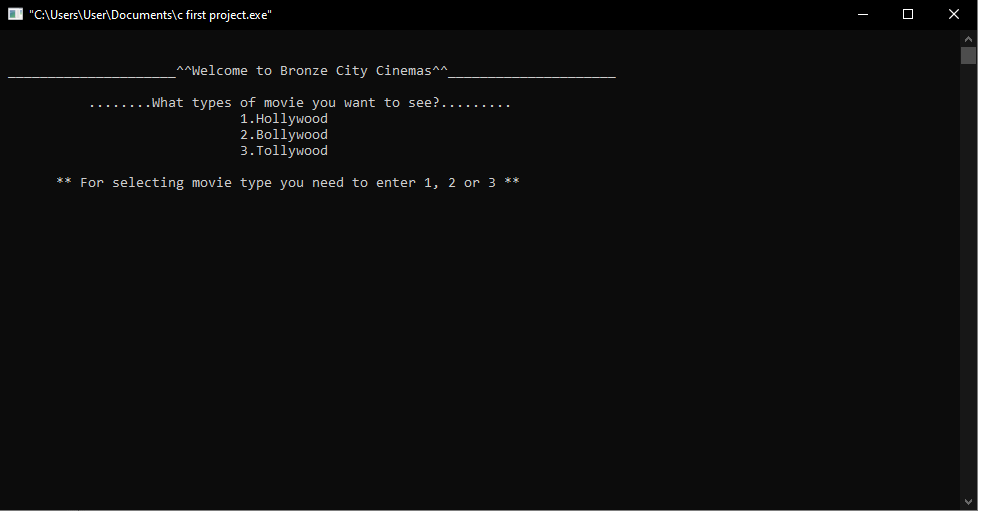 "C:\Users\User\Documents\c first project.exe"
_____________________^^Welcome to Bronze City Cinemas^^_____________________
........What types of movie you want to see?.........
1.Hollywood
2.Bollywood
3.Tollywood
** For selecting movie type you need to enter 1, 2 or 3 **